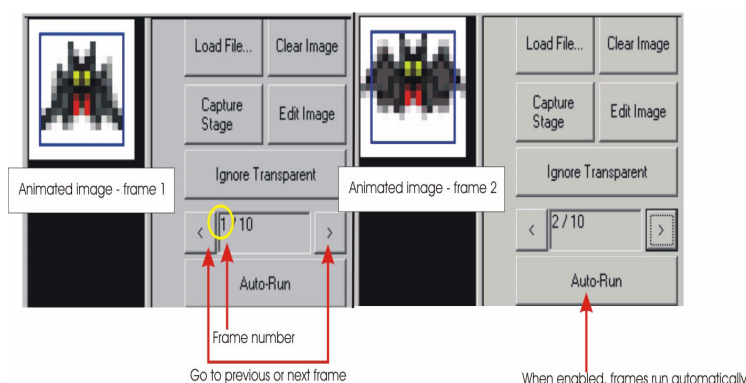 Load File...
Clear Image
Capture
Stage
Edit Image
Ignore Transparent
Animated image - frame 1
<
1 / 10
>
Auto-Run
Frame number
Go to previous or next frame
Load File...
Clear Image
Capture
Stage
Edit Image
Ignore Transparent
Animated image - frame 2
<
2 / 10
>
Auto-Run
When enabled, frames run automatically